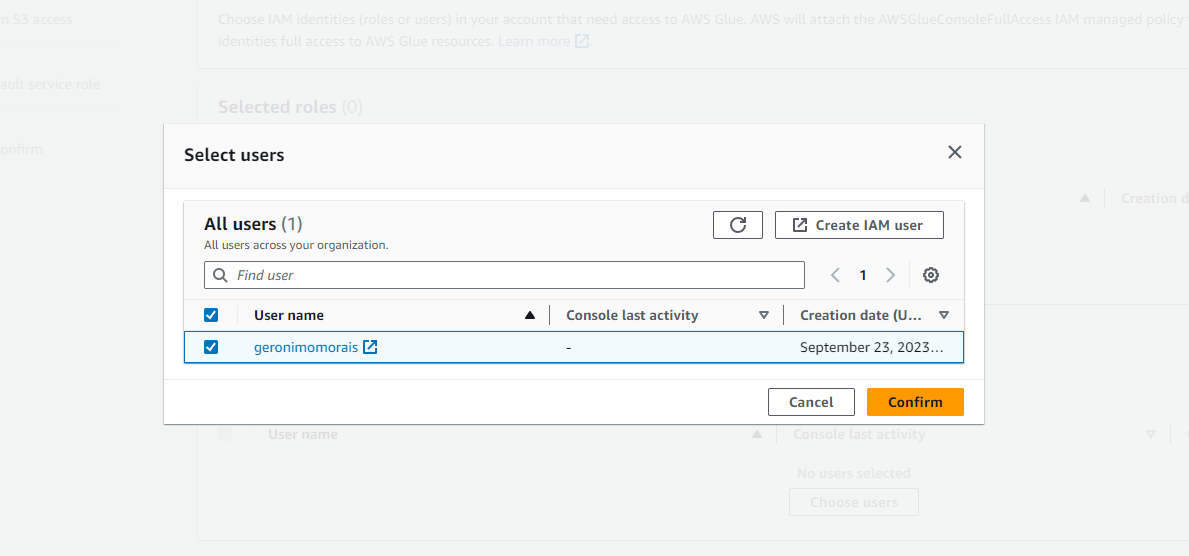 on S3 access
Choose IAM identities (roles or users) in your account that need access to AWS Glue. AWS will attach the AWSGlueConsoleFullAccess IAM managed policy
identities full access to AWS Glue resources. Learn more
ault service role
Selected roles (0)
onfirm
Select users
Creation d
All users (1)
Create IAM user
All users across your organization.
Find user
1
User name
Console last activity
Creation date (U...
geronimomorais
-
September 23, 2023...
Cancel
Confirm
User name
Console last activity
No users selected
Choose users